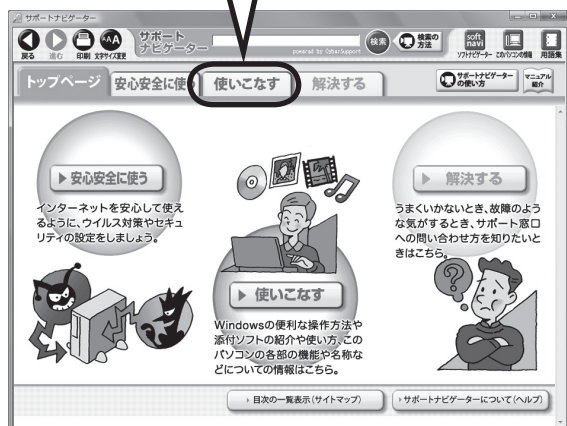 サポートナビゲーター
戻る
進む
印刷
文字サイズ変更
サポート
ナビゲーター
powered by CyberSupport
検索
検索の
方法
soft
navi
ソフトナビゲーター
このパソコンの情報
用語集
トップページ
安心安全に使う
使いこなす
解決する
サポートナビゲーター
の使い方
マニュアル
紹介
安心安全に使う
インターネットを安心して使え
るように、ウイルス対策やセキュ
リティの設定をしましょう。
使いこなす
Windowsの便利な操作方法や
添付ソフトの紹介や使い方、この
パソコンの各部の機能や名称な
どについての情報はこちら。
解決する
うまくいかないとき、故障のよう
な気がするとき、サポート窓口
への問い合わせ方を知りたいと
きはこちら。
目次の一覧表示(サイトマップ)
サポートナビゲーターについて(ヘルプ)